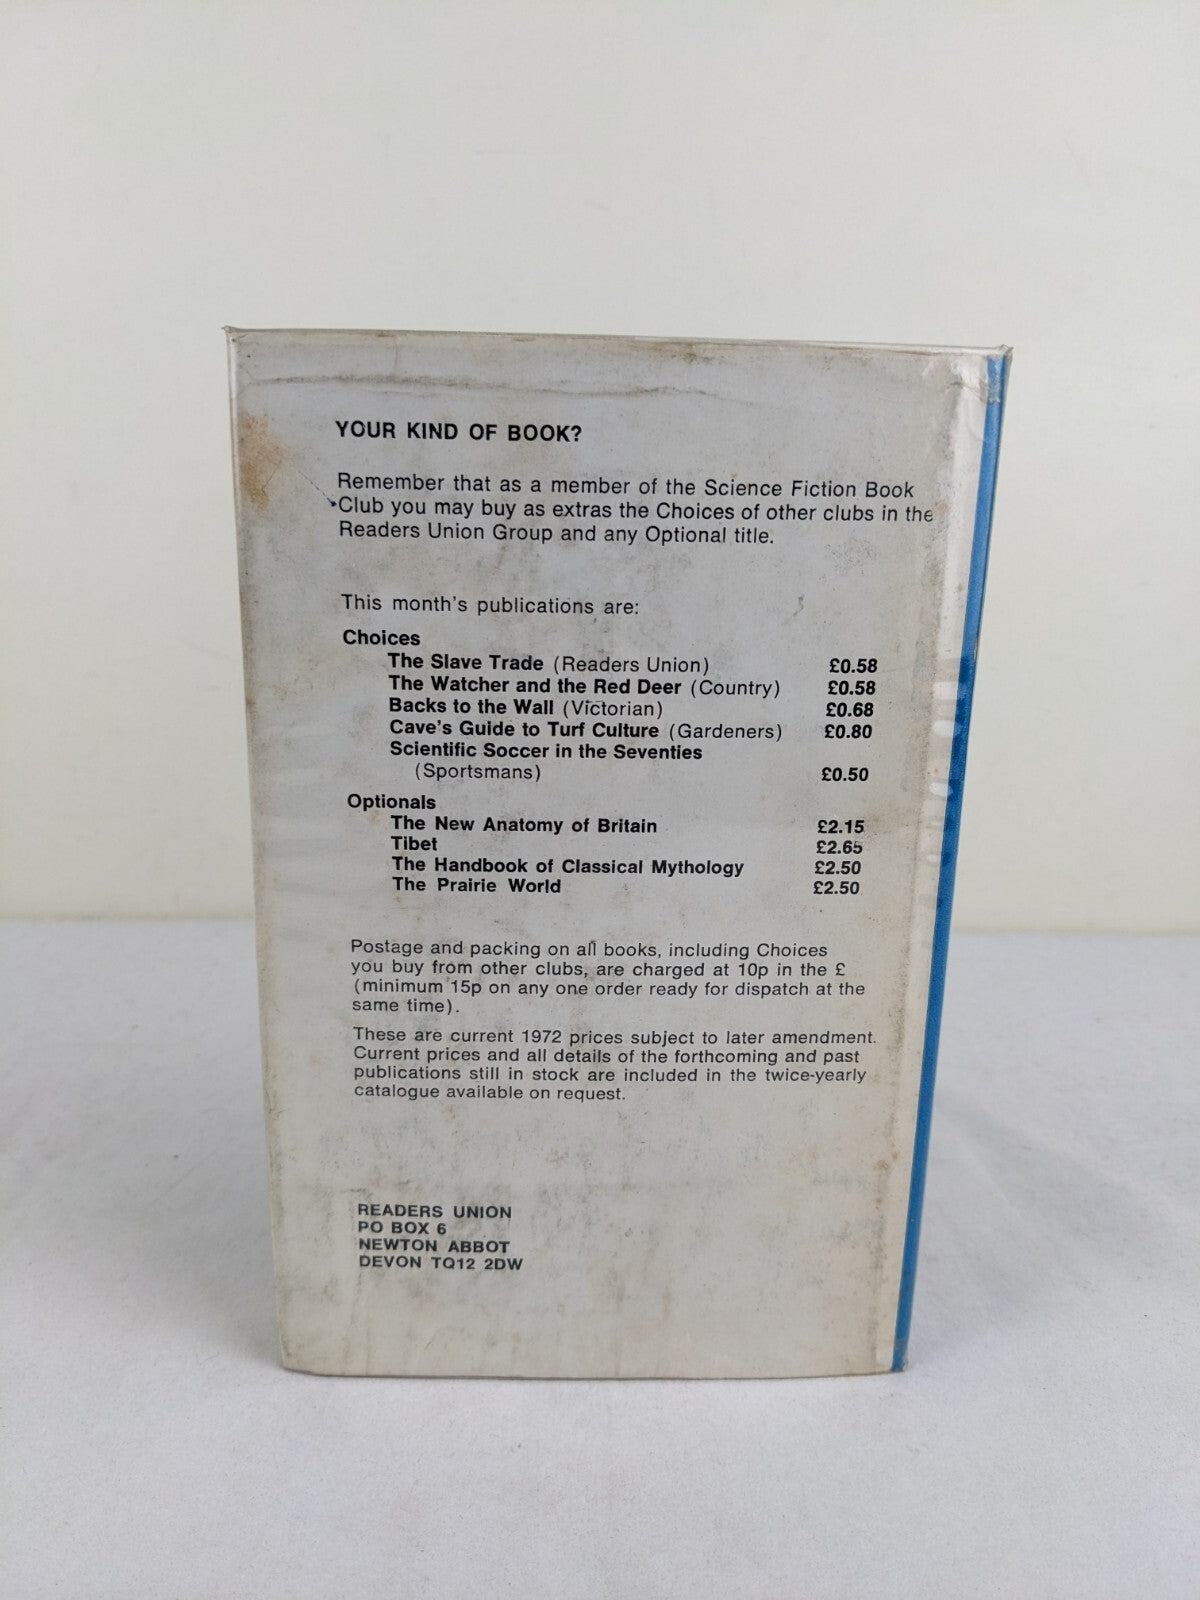 YOUR KIND OF BOOK?
Remember that as a member of the Science Fiction Book
Club you may buy as extras the Choices of other clubs in the
Readers Union Group and any Optional title.
This month's publications are:
Choices
The Slave Trade (Readers Union) £0.58
The Watcher and the Red Deer (Country) £0.58
Backs to the Wall (Victorian) £0.68
Cave's Guide to Turf Culture (Gardeners) £0.80
Scientific Soccer in the Seventies
(Sportsmans) £0.50
Optionals
The New Anatomy of Britain £2.15
Tibet £2.65
The Handbook of Classical Mythology £2.50
The Prairie World £2.50
Postage and packing on all books, including Choices
you buy from other clubs, are charged at 10p in the £
(minimum 15p on any one order ready for dispatch at the
same time).
These are current 1972 prices subject to later amendment.
Current prices and all details of the forthcoming and past
publications still in stock are included in the twice-yearly
catalogue available on request.
READERS UNION
PO BOX 6
NEWTON ABBOT
DEVON TQ12 2DW